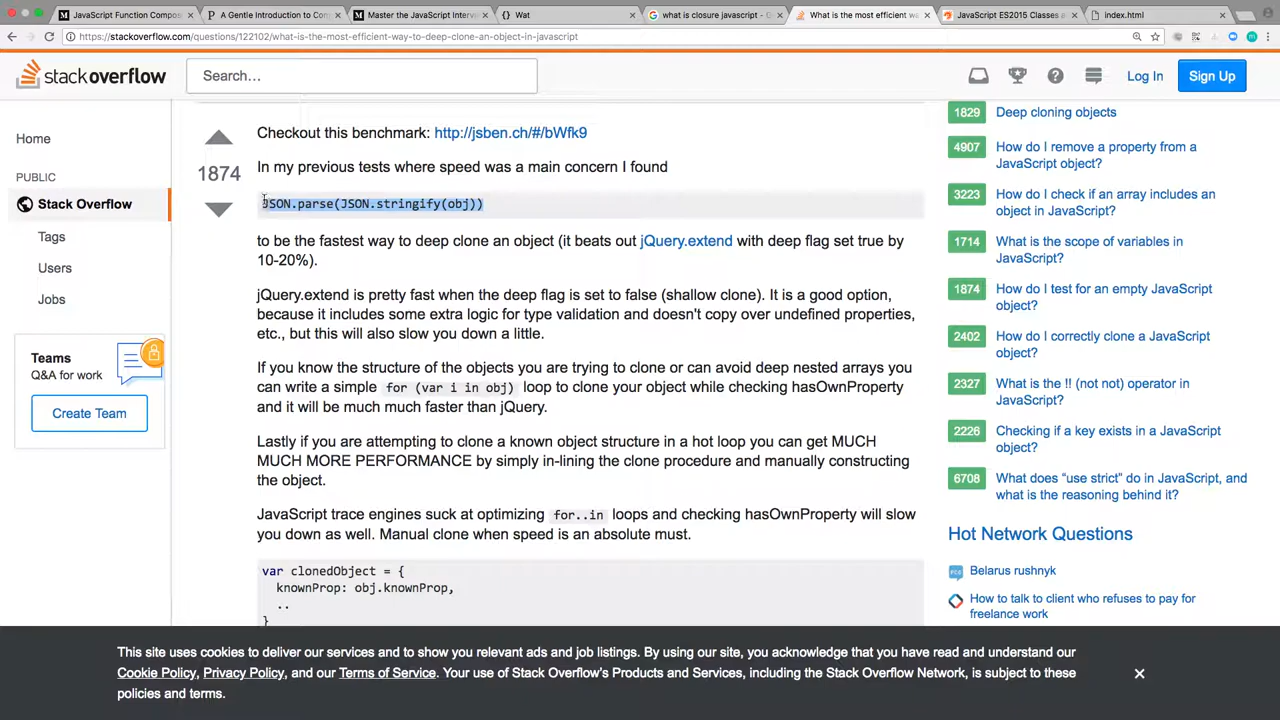 JavaScript Function Compos
A Gentle Introduction to Com
Master the JavaScript Interv
Wat
what is closure javascript - G
What is the most efficient wa
JavaScript ES2015 Classes a
index.html
https://stackoverflow.com/questions/122102/what-is-the-most-efficient-way-to-deep-clone-an-object-in-javascript
stackoverflow
Search...
Log In
Sign Up
Home
PUBLIC
Stack Overflow
Tags
Users
Jobs
Teams
Q&A for work
Create Team
Checkout this benchmark: http://jsben.ch/#/bWfk9
1874
In my previous tests where speed was a main concern I found
JSON.parse(JSON.stringify(obj))
to be the fastest way to deep clone an object (it beats out jQuery.extend with deep flag set true by
10-20%).
jQuery.extend is pretty fast when the deep flag is set to false (shallow clone). It is a good option,
because it includes some extra logic for type validation and doesn't copy over undefined properties,
etc., but this will also slow you down a little.
If you know the structure of the objects you are trying to clone or can avoid deep nested arrays you
can write a simple for (var i in obj) loop to clone your object while checking hasOwnProperty
and it will be much much faster than jQuery.
Lastly if you are attempting to clone a known object structure in a hot loop you can get MUCH
MUCH MORE PERFORMANCE by simply in-lining the clone procedure and manually constructing
the object.
JavaScript trace engines suck at optimizing for..in loops and checking hasOwnProperty will slow
you down as well. Manual clone when speed is an absolute must.
var clonedObject = {
knownProp: obj.knownProp,
..
}
1829 Deep cloning objects
4907 How do I remove a property from a
JavaScript object?
3223 How do I check if an array includes an
object in JavaScript?
1714 What is the scope of variables in
JavaScript?
1874 How do I test for an empty JavaScript
object?
2402 How do I correctly clone a JavaScript
object?
2327 What is the !! (not not) operator in
JavaScript?
2226 Checking if a key exists in a JavaScript
object?
6708 What does “use strict” do in JavaScript, and
what is the reasoning behind it?
Hot Network Questions
Belarus rushnyk
How to talk to client who refuses to pay for
freelance work
This site uses cookies to deliver our services and to show you relevant ads and job listings. By using our site, you acknowledge that you have read and understand our
Cookie Policy, Privacy Policy, and our Terms of Service. Your use of Stack Overflow's Products and Services, including the Stack Overflow Network, is subject to these
policies and terms.